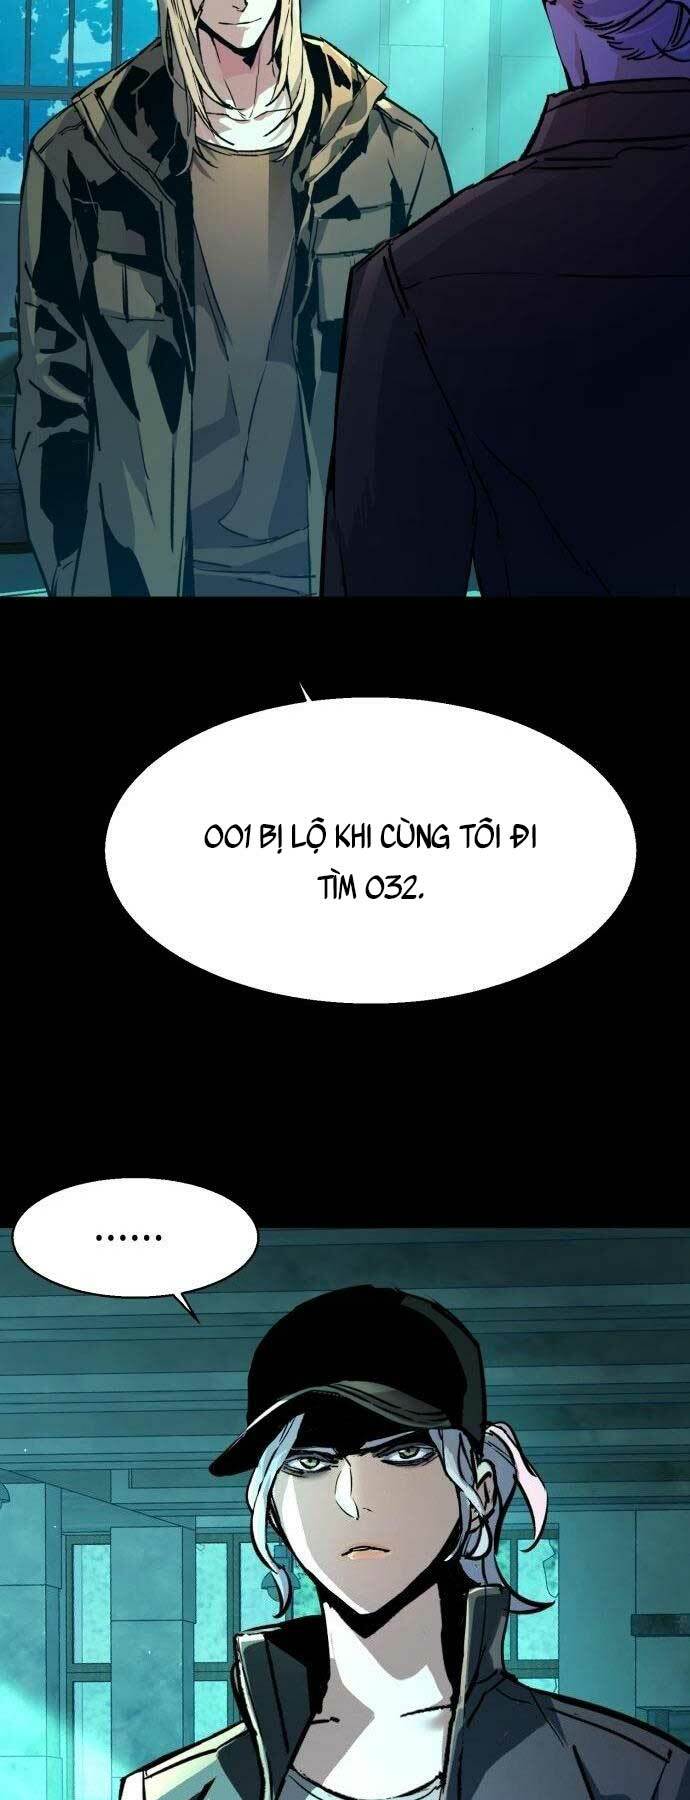 001 BỊ LỘ KHI CÙNG TÔI ĐI
TÌM 032.
......